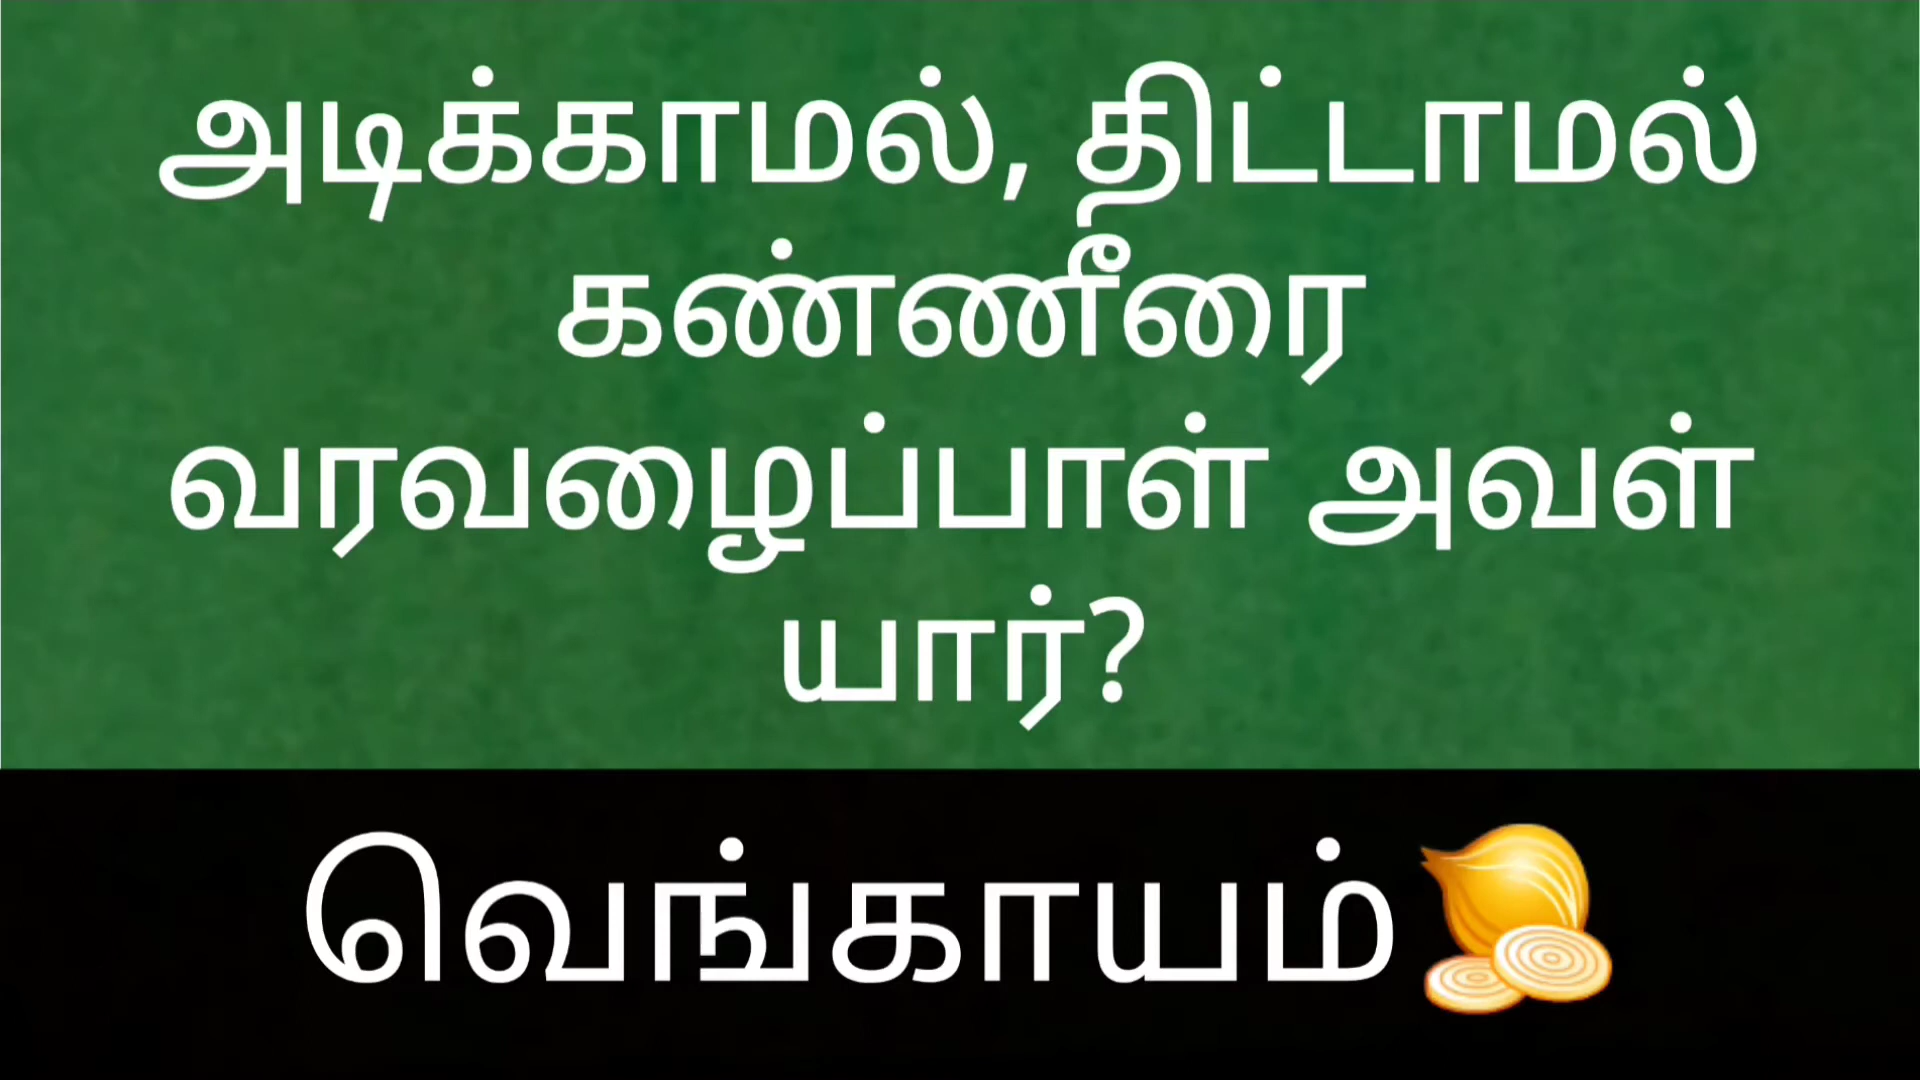 அடிக்காமல், திட்டாமல்
கண்ணீரை
வரவழைப்பாள் அவள்
யார்?
வெங்காயம்